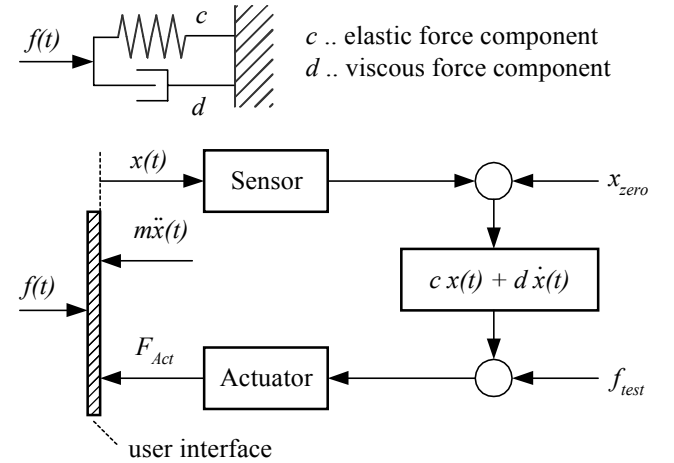 f(t)
c
c .. elastic force component
d .. viscous force component
d
x(t)
Sensor
x_zero
mẍ(t)
f(t)
c x(t) + d ẋ(t)
F_Act
Actuator
f_test
user interface